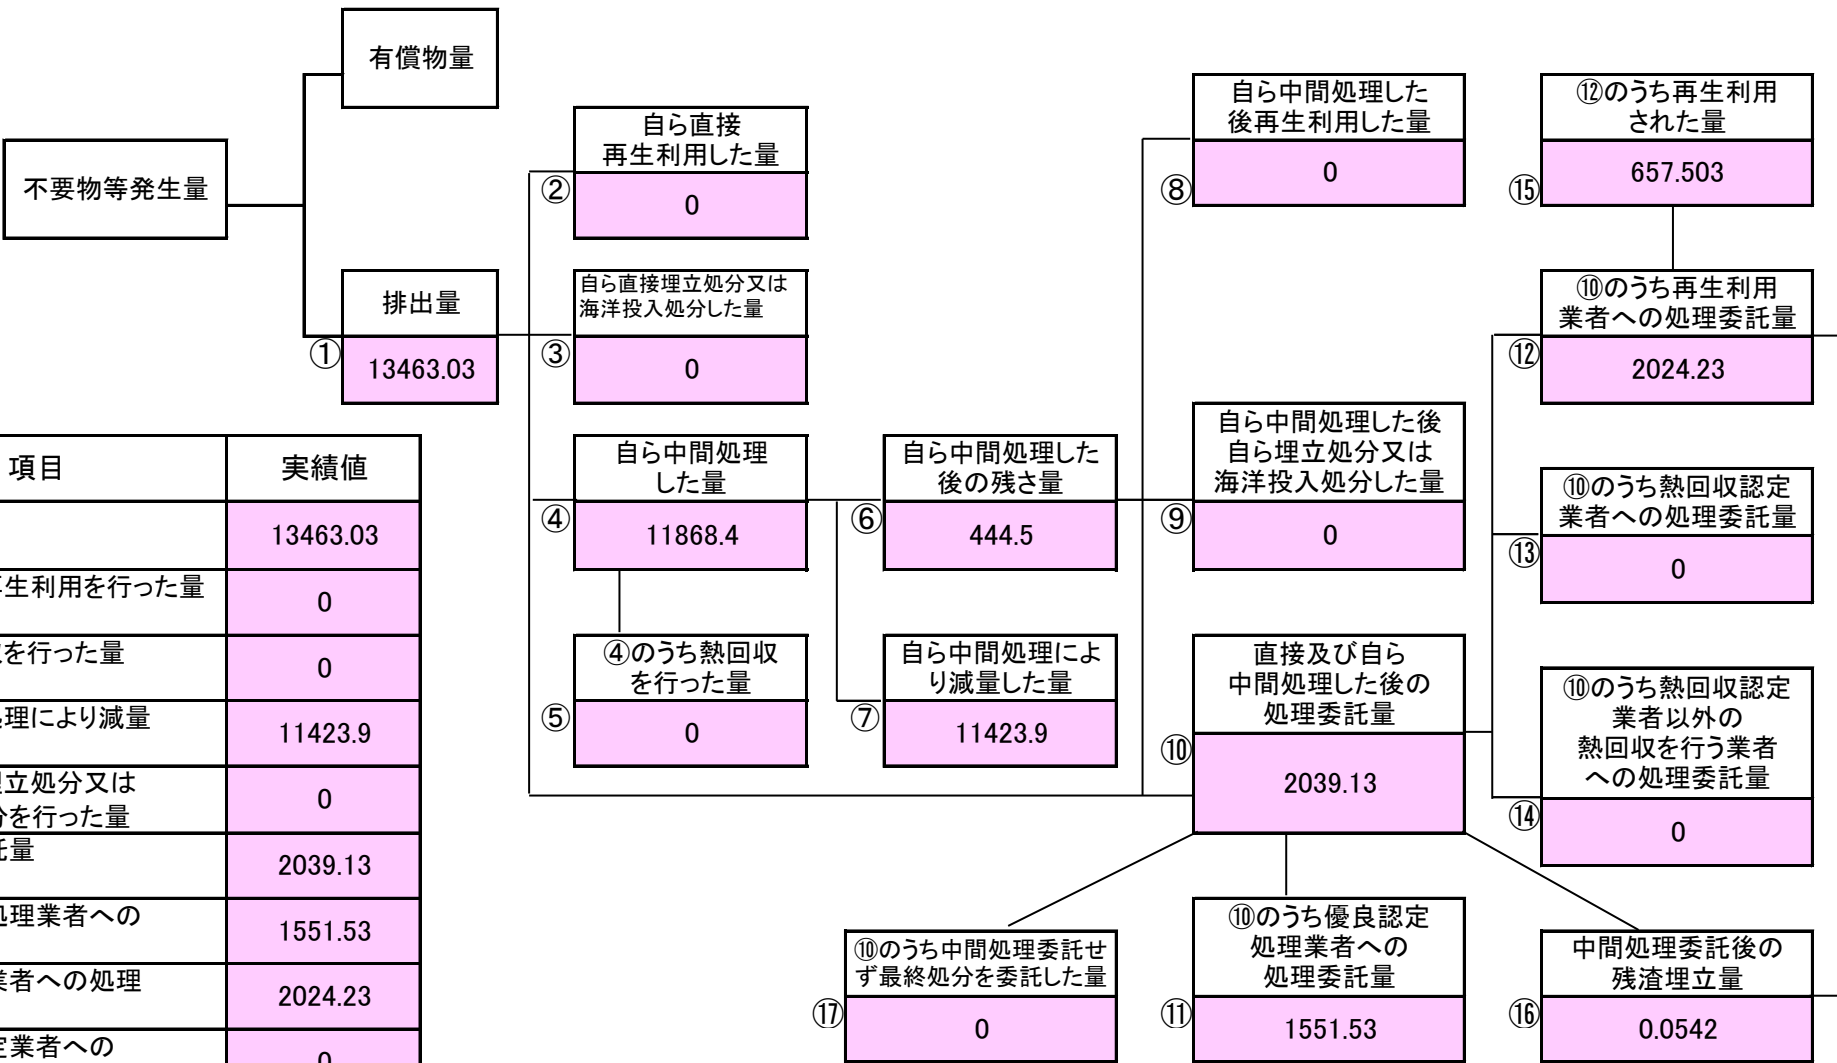 有償物量
不要物等発生量
排出量
①
13463.03
自ら直接
再生利用した量
②
0
自ら直接埋立処分又は
海洋投入処分した量
③
0
自ら中間処理
した量
④
11868.4
④のうち熱回収
を行った量
⑤
0
自ら中間処理した
後の残さ量
⑥
444.5
自ら中間処理によ
り減量した量
⑦
11423.9
自ら中間処理した
後再生利用した量
⑧
0
自ら中間処理した後
自ら埋立処分又は
海洋投入処分した量
⑨
0
直接及び自ら
中間処理した後の
処理委託量
⑩
2039.13
⑫のうち再生利用
された量
⑮
657.503
⑩のうち再生利用
業者への処理委託量
⑫
2024.23
⑩のうち熱回収認定
業者への処理委託量
⑬
0
⑩のうち熱回収認定
業者以外の
熱回収を行う業者
への処理委託量
⑭
0
⑩のうち中間処理委託せ
ず最終処分を委託した量
⑰
0
⑩のうち優良認定
処理業者への
処理委託量
⑪
1551.53
中間処理委託後の
残渣埋立量
⑯
0.0542
項目 実績値
13463.03
生利用を行った量
0
を行った量
0
理により減量
11423.9
立処分又は
を行った量
0
量
2039.13
処理業者への
1551.53
業者への処理
2024.23
業者への
0